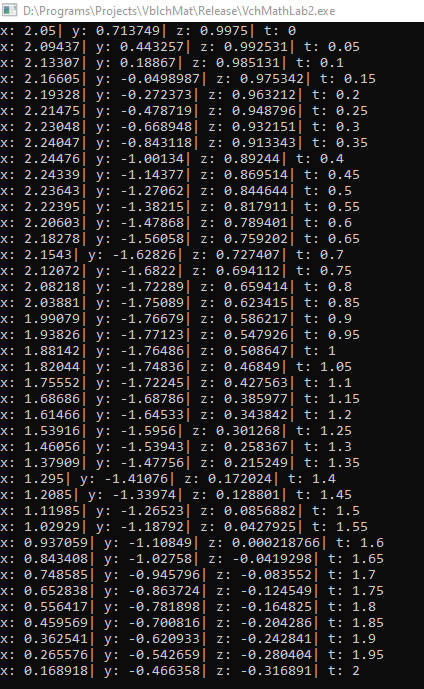 D:\Programs\Projects\VblchMat\Release\VchMathLab2.exe
x: 2.05| y: 0.713749| z: 0.9975| t: 0
x: 2.09437| y: 0.443257| z: 0.992531| t: 0.05
x: 2.13307| y: 0.18867| z: 0.985131| t: 0.1
x: 2.16605| y: -0.0498987| z: 0.975342| t: 0.15
x: 2.19328| y: -0.272373| z: 0.963212| t: 0.2
x: 2.21475| y: -0.478719| z: 0.948796| t: 0.25
x: 2.23048| y: -0.668948| z: 0.932151| t: 0.3
x: 2.24047| y: -0.843118| z: 0.913343| t: 0.35
x: 2.24476| y: -1.00134| z: 0.89244| t: 0.4
x: 2.24339| y: -1.14377| z: 0.869514| t: 0.45
x: 2.23643| y: -1.27062| z: 0.844644| t: 0.5
x: 2.22395| y: -1.38215| z: 0.817911| t: 0.55
x: 2.20603| y: -1.47868| z: 0.789401| t: 0.6
x: 2.18278| y: -1.56058| z: 0.759202| t: 0.65
x: 2.1543| y: -1.62826| z: 0.727407| t: 0.7
x: 2.12072| y: -1.6822| z: 0.694112| t: 0.75
x: 2.08218| y: -1.72289| z: 0.659414| t: 0.8
x: 2.03881| y: -1.75089| z: 0.623415| t: 0.85
x: 1.99079| y: -1.76679| z: 0.586217| t: 0.9
x: 1.93826| y: -1.77123| z: 0.547926| t: 0.95
x: 1.88142| y: -1.76486| z: 0.508647| t: 1
x: 1.82044| y: -1.74836| z: 0.46849| t: 1.05
x: 1.75552| y: -1.72245| z: 0.427563| t: 1.1
x: 1.68686| y: -1.68786| z: 0.385977| t: 1.15
x: 1.61466| y: -1.64533| z: 0.343842| t: 1.2
x: 1.53916| y: -1.5956| z: 0.301268| t: 1.25
x: 1.46056| y: -1.53943| z: 0.258367| t: 1.3
x: 1.37909| y: -1.47756| z: 0.215249| t: 1.35
x: 1.295| y: -1.41076| z: 0.172024| t: 1.4
x: 1.2085| y: -1.33974| z: 0.128801| t: 1.45
x: 1.11985| y: -1.26523| z: 0.0856882| t: 1.5
x: 1.02929| y: -1.18792| z: 0.0427925| t: 1.55
x: 0.937059| y: -1.10849| z: 0.000218766| t: 1.6
x: 0.843408| y: -1.02758| z: -0.0419298| t: 1.65
x: 0.748585| y: -0.945796| z: -0.083552| t: 1.7
x: 0.652838| y: -0.863724| z: -0.124549| t: 1.75
x: 0.556417| y: -0.781898| z: -0.164825| t: 1.8
x: 0.459569| y: -0.700816| z: -0.204286| t: 1.85
x: 0.362541| y: -0.620933| z: -0.242841| t: 1.9
x: 0.265576| y: -0.542659| z: -0.280404| t: 1.95
x: 0.168918| y: -0.466358| z: -0.316891| t: 2